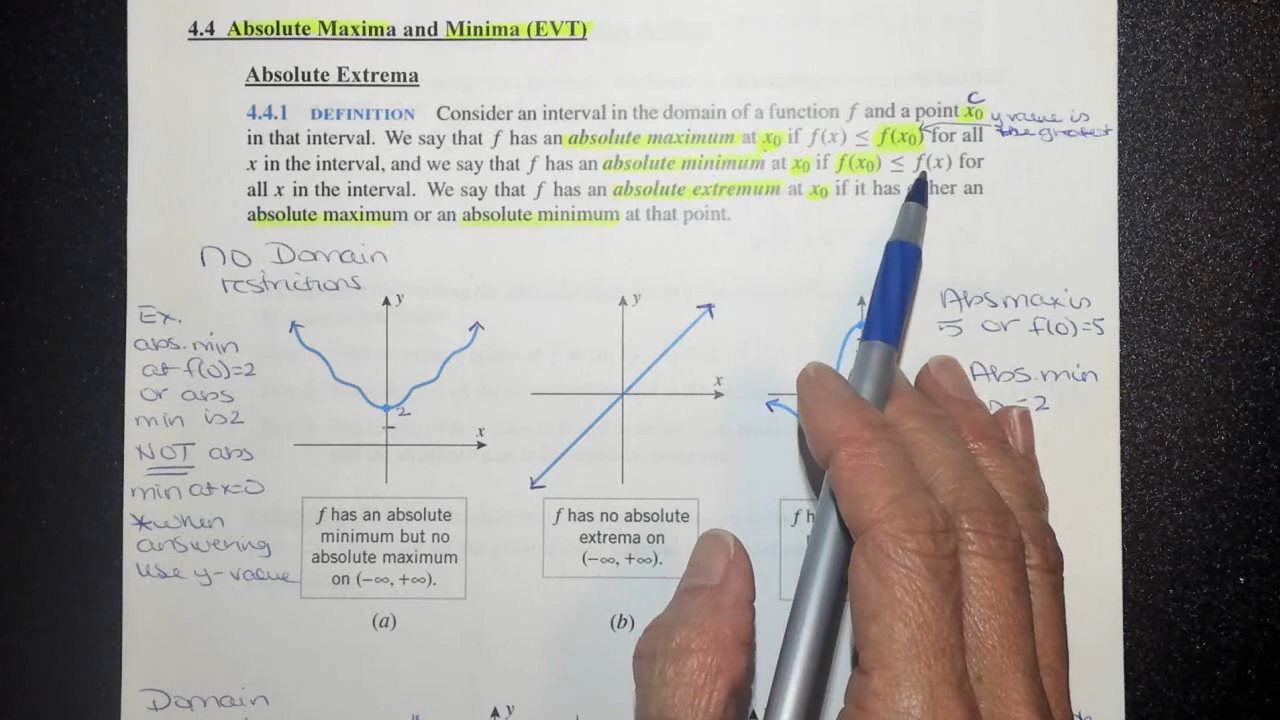 4.4 Absolute Maxima and Minima (EVT)
Absolute Extrema
C
4.4.1 DEFINITION Consider an interval in the domain of a function f and a point x₀
y value is
the greatest
in that interval. We say that f has an absolute maximum at x₀ if f(x) ≤ f(x₀) for all
x in the interval, and we say that f has an absolute minimum at x₀ if f(x₀) ≤ f(x) for
all x in the interval. We say that f has an absolute extremum at x₀ if it has either an
absolute maximum or an absolute minimum at that point.
No Domain
restrictions
Ex.
abs. min
at f(0)=2
or abs
min is 2
NOT abs
min at x=0
*when
answering
use y-value
y
2
x
f has an absolute
minimum but no
absolute maximum
on (−∞, +∞).
(a)
y
x
f has no absolute
extrema on
(−∞, +∞).
(b)
Abs max is
5 or f(0)=5
Abs. min
-2
f h
Domain
y